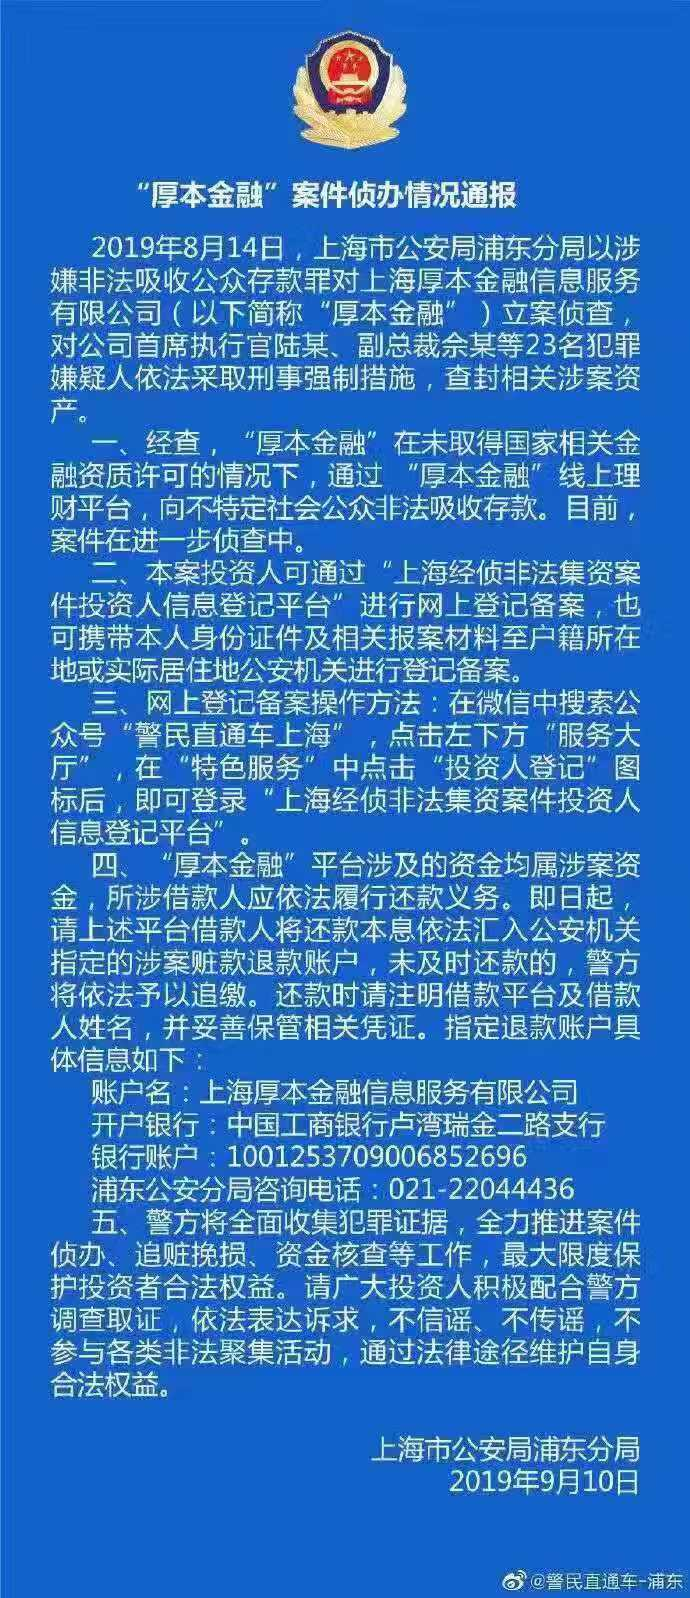 “厚本金融”案件侦办情况通报
2019年8月14日，上海市公安局浦东分局以涉
嫌非法吸收公众存款罪对上海厚本金融信息服务
有限公司（以下简称“厚本金融”）立案侦查，
对公司首席执行官陆某、副总裁余某等23名犯罪
嫌疑人依法采取刑事强制措施，查封相关涉案资
产。
一、经查，“厚本金融”在未取得国家相关金
融资质许可的情况下，通过 “厚本金融”线上理
财平台，向不特定社会公众非法吸收存款。目前，
案件在进一步侦查中。
二、本案投资人可通过“上海经侦非法集资案
件投资人信息登记平台”进行网上登记备案，也
可携带本人身份证件及相关报案材料至户籍所在
地或实际居住地公安机关进行登记备案。
三、网上登记备案操作方法：在微信中搜索公
众号“警民直通车上海”，点击左下方“服务大
厅”，在“特色服务”中点击“投资人登记”图
标后，即可登录“上海经侦非法集资案件投资人
信息登记平台”。
四、“厚本金融”平台涉及的资金均属涉案资
金，所涉借款人应依法履行还款义务。即日起，
请上述平台借款人将还款本息依法汇入公安机关
指定的涉案赃款退款账户，未及时还款的，警方
将依法予以追缴。还款时请注明借款平台及借款
人姓名，并妥善保管相关凭证。指定退款账户具
体信息如下：
账户名：上海厚本金融信息服务有限公司
开户银行：中国工商银行卢湾瑞金二路支行
银行账户：1001253709006852696
浦东公安分局咨询电话：021-22044436
五、警方将全面收集犯罪证据，全力推进案件
侦办、追赃挽损、资金核查等工作，最大限度保
护投资者合法权益。请广大投资人积极配合警方
调查取证，依法表达诉求，不信谣、不传谣，不
参与各类非法聚集活动，通过法律途径维护自身
合法权益。
上海市公安局浦东分局
2019年9月10日
@警民直通车-浦东